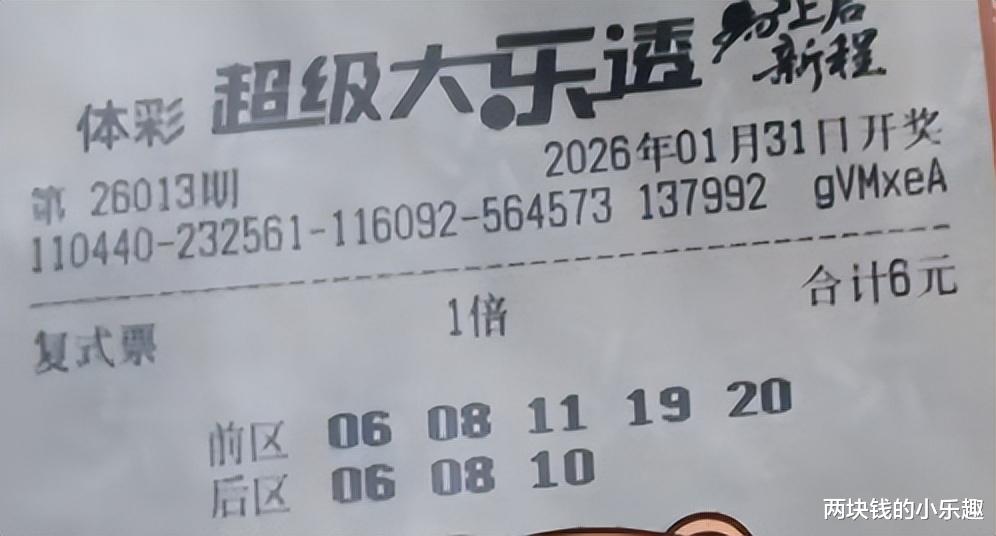 体彩 超级大乐透 马上启新程
第 26013期 2026年01月31日开奖
110440-232561-116092-564573 137992 gVMxeA
复式票 1倍 合计6元
前区 06 08 11 19 20
后区 06 08 10
两块钱的小乐趣